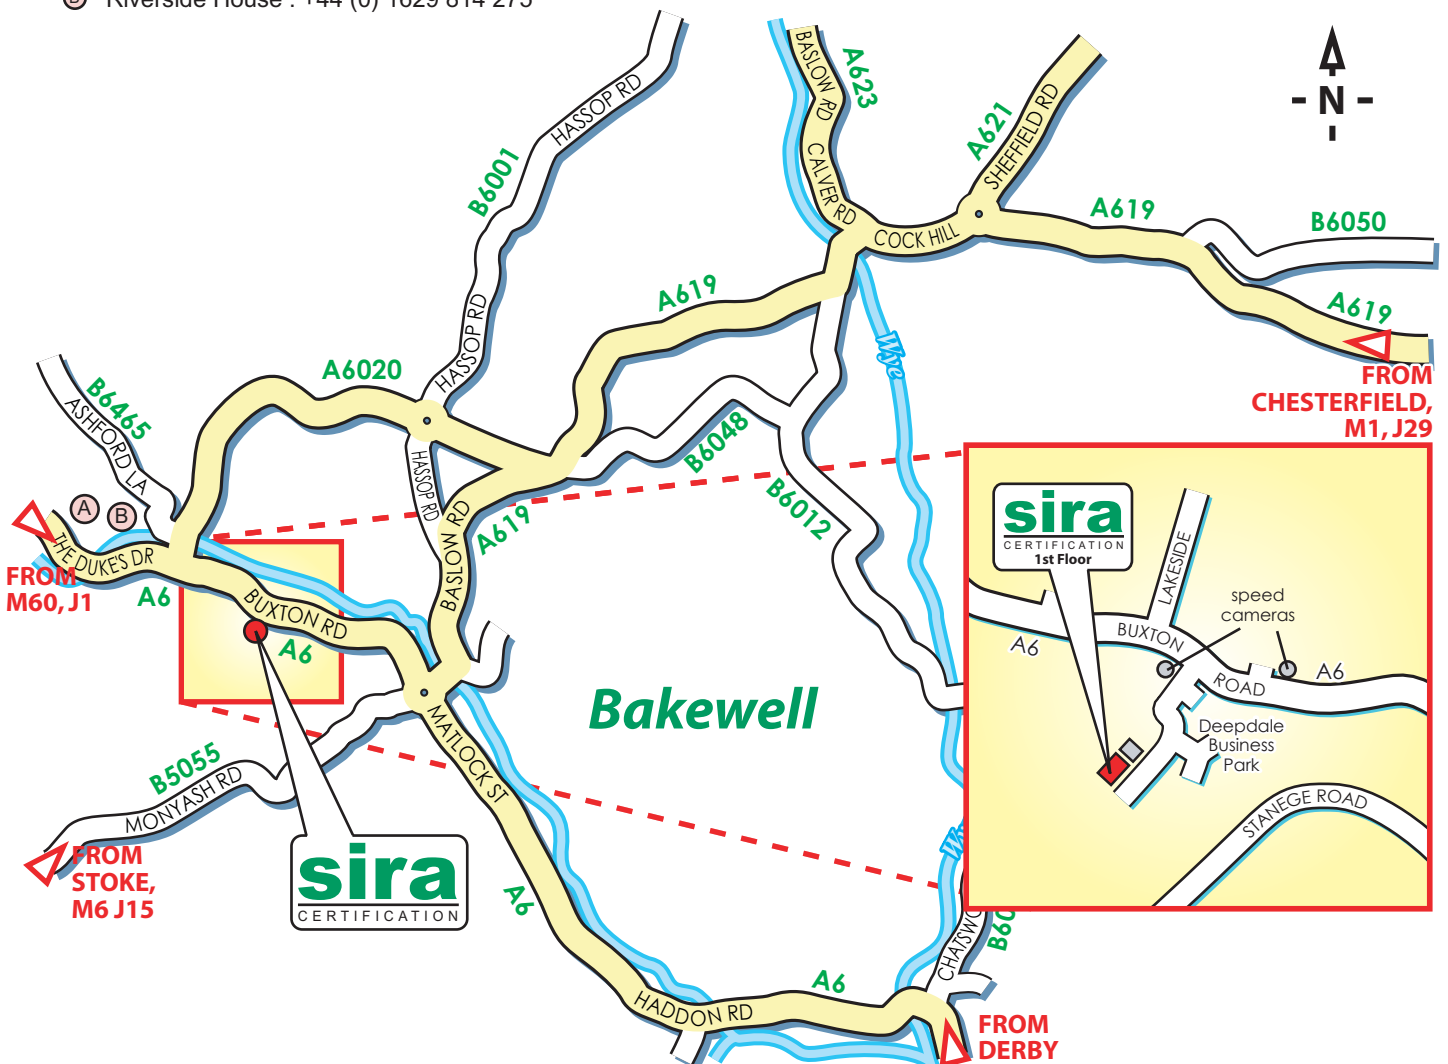 B Riverside House : +44 (0) 1629 814 275
N
BASLOW RD
A623
CALVER RD
COCK HILL
A621
SHEFFIELD RD
A619
B6050
A619
FROM
CHESTERFIELD,
M1, J29
HASSOP RD
B6001
HASSOP RD
A619
Wye
A6020
B6465
ASHFORD LA
HASSOP RD
B6048
B6012
BASLOW RD
A619
A
B
THE DUKE'S DR
FROM
M60, J1
A6
BUXTON RD
A6
Bakewell
MATLOCK ST
B5055
MONYASH RD
FROM
STOKE,
M6 J15
sira
CERTIFICATION
A6
HADDON RD
A6
FROM
DERBY
sira
CERTIFICATION
1st Floor
LAKESIDE
speed
cameras
A6
BUXTON
ROAD
A6
Deepdale
Business
Park
STANEGE ROAD